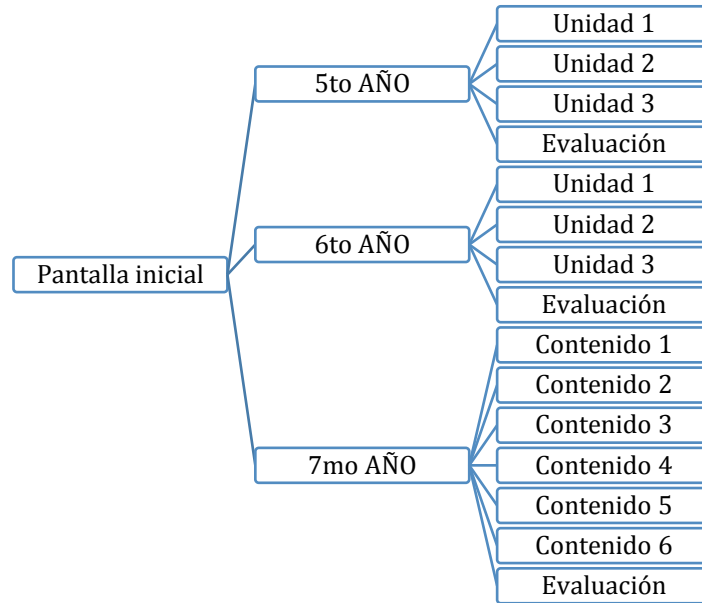 Pantalla inicial
5to AÑO
Unidad 1
Unidad 2
Unidad 3
Evaluación
6to AÑO
Unidad 1
Unidad 2
Unidad 3
Evaluación
7mo AÑO
Contenido 1
Contenido 2
Contenido 3
Contenido 4
Contenido 5
Contenido 6
Evaluación